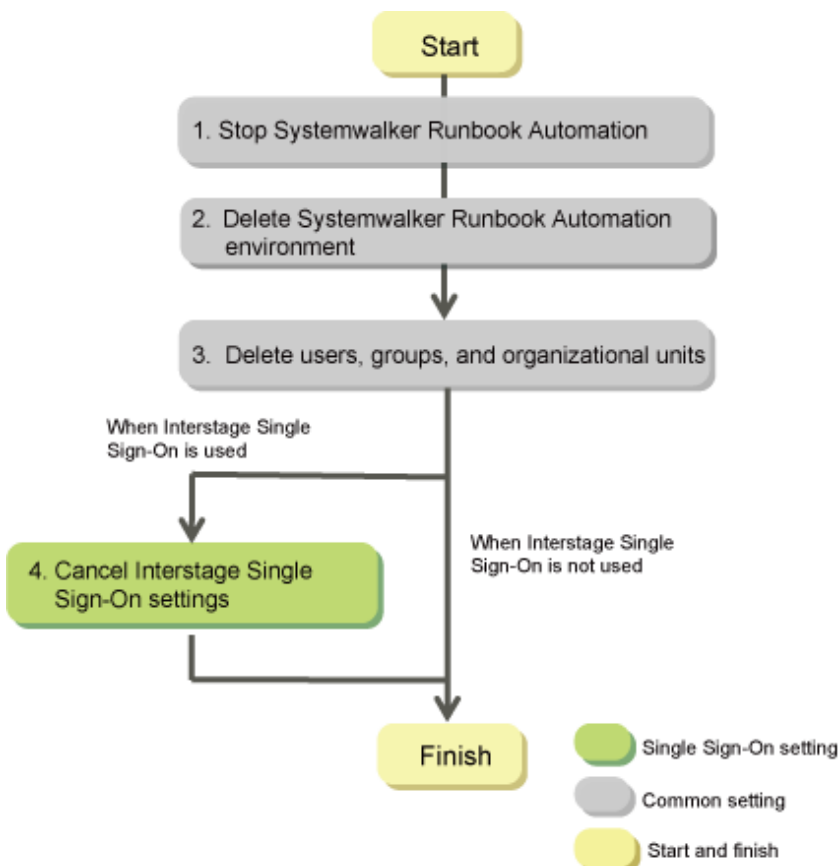 Start
1. Stop Systemwalker Runbook Automation
2. Delete Systemwalker Runbook Automation
environment
3. Delete users, groups, and organizational units
When Interstage Single
Sign-On is used
When Interstage Single
Sign-On is not used
4. Cancel Interstage Single
Sign-On settings
Finish
Single Sign-On setting
Common setting
Start and finish